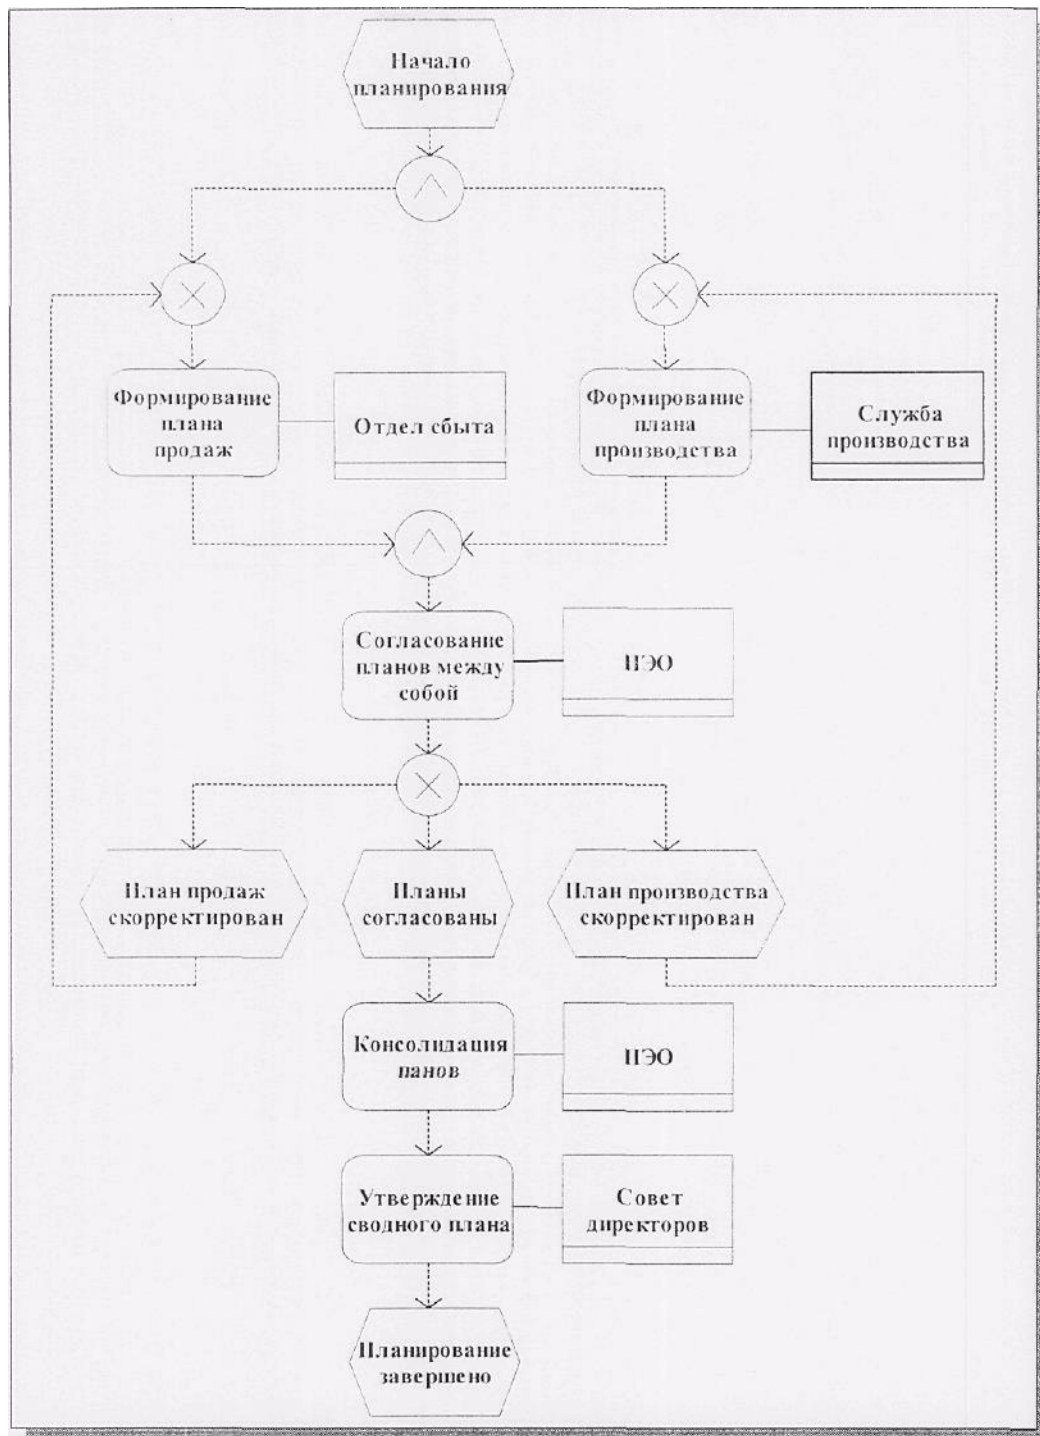 Начало
планирования
Формирование
плана
продаж
Отдел сбыта
Формирование
плана
производства
Служба
производства
Согласование
планов между
собой
ПЭО
План продаж
скорректирован
Планы
согласованы
План производства
скорректирован
Консолидация
панов
ПЭО
Утверждение
сводного плана
Совет
директоров
Планирование
завершено